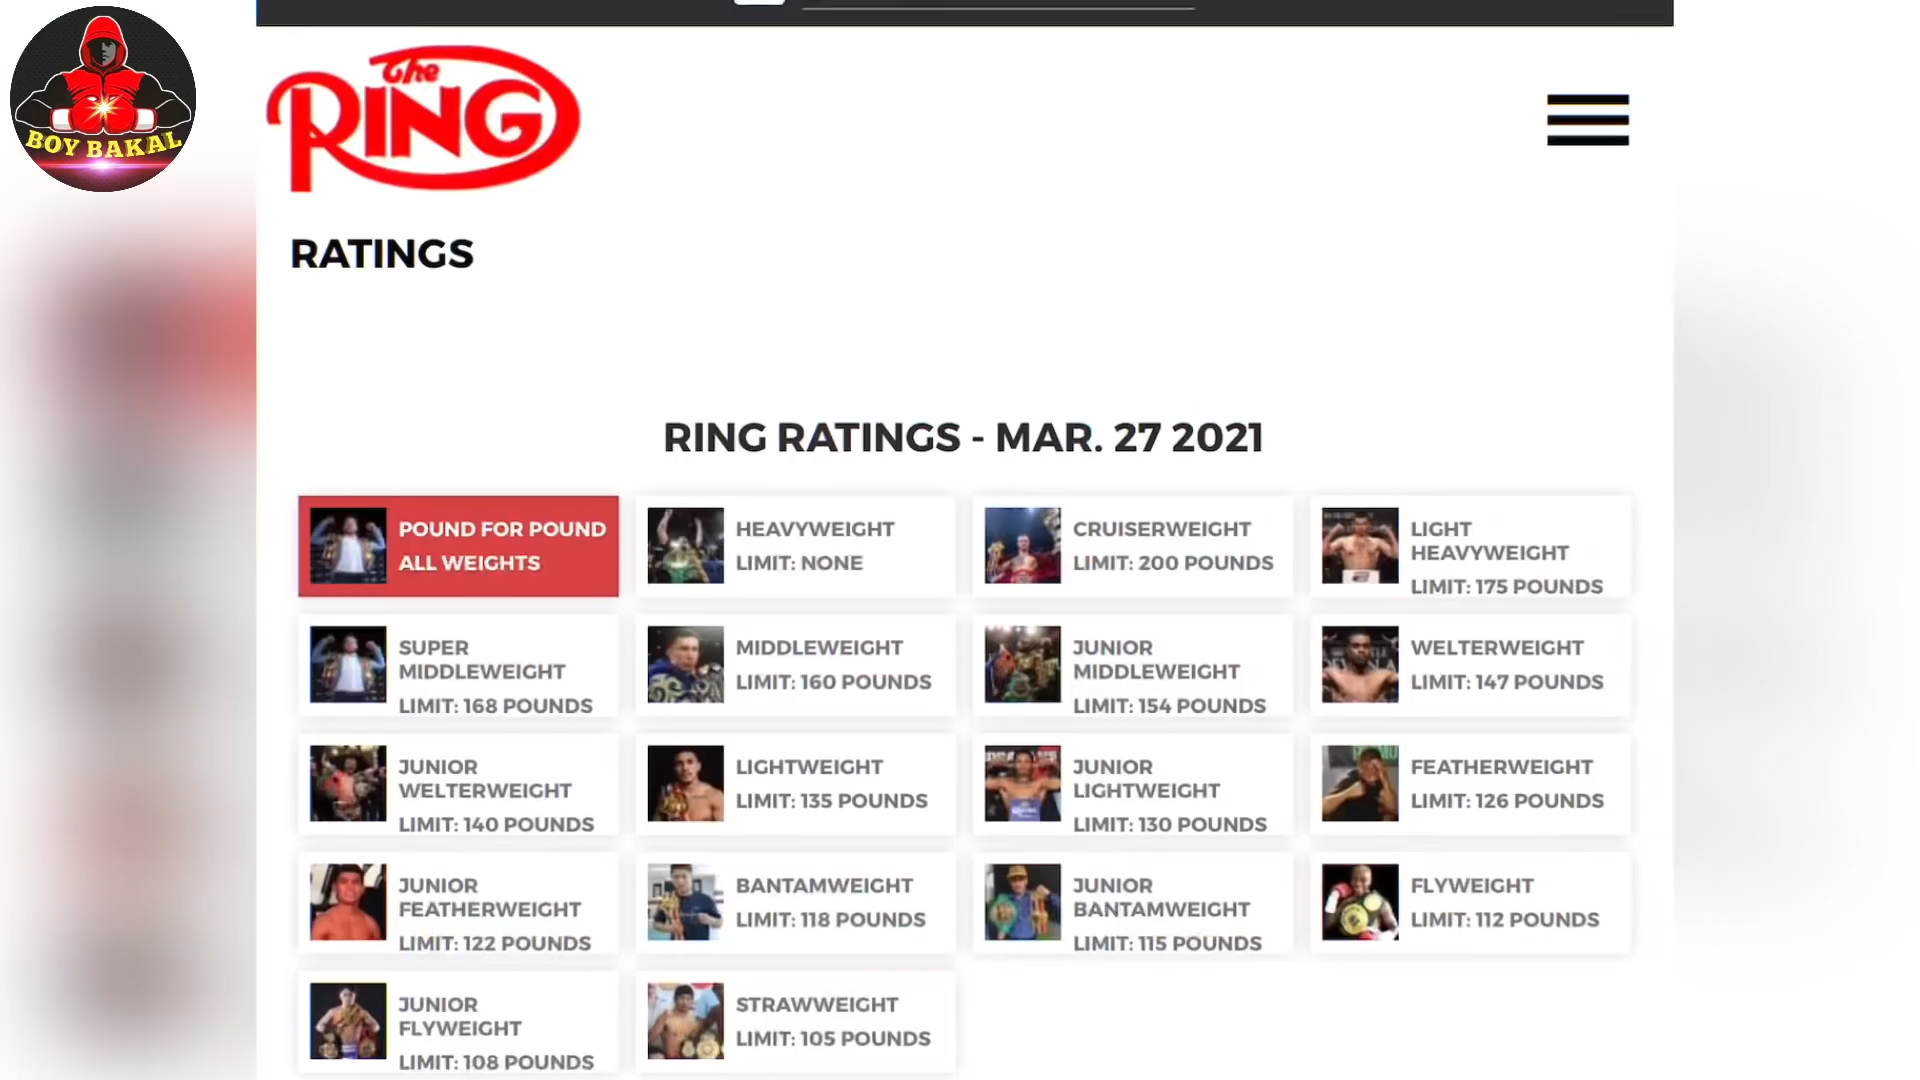 BOY BAKAL
The
RING
RATINGS
RING RATINGS - MAR. 27 2021
POUND FOR POUND
ALL WEIGHTS
HEAVYWEIGHT
LIMIT: NONE
CRUISERWEIGHT
LIMIT: 200 POUNDS
LIGHT
HEAVYWEIGHT
LIMIT: 175 POUNDS
SUPER
MIDDLEWEIGHT
LIMIT: 168 POUNDS
MIDDLEWEIGHT
LIMIT: 160 POUNDS
JUNIOR
MIDDLEWEIGHT
LIMIT: 154 POUNDS
WELTERWEIGHT
LIMIT: 147 POUNDS
JUNIOR
WELTERWEIGHT
LIMIT: 140 POUNDS
LIGHTWEIGHT
LIMIT: 135 POUNDS
JUNIOR
LIGHTWEIGHT
LIMIT: 130 POUNDS
FEATHERWEIGHT
LIMIT: 126 POUNDS
JUNIOR
FEATHERWEIGHT
LIMIT: 122 POUNDS
BANTAMWEIGHT
LIMIT: 118 POUNDS
JUNIOR
BANTAMWEIGHT
LIMIT: 115 POUNDS
FLYWEIGHT
LIMIT: 112 POUNDS
JUNIOR
FLYWEIGHT
LIMIT: 108 POUNDS
STRAWWEIGHT
LIMIT: 105 POUNDS